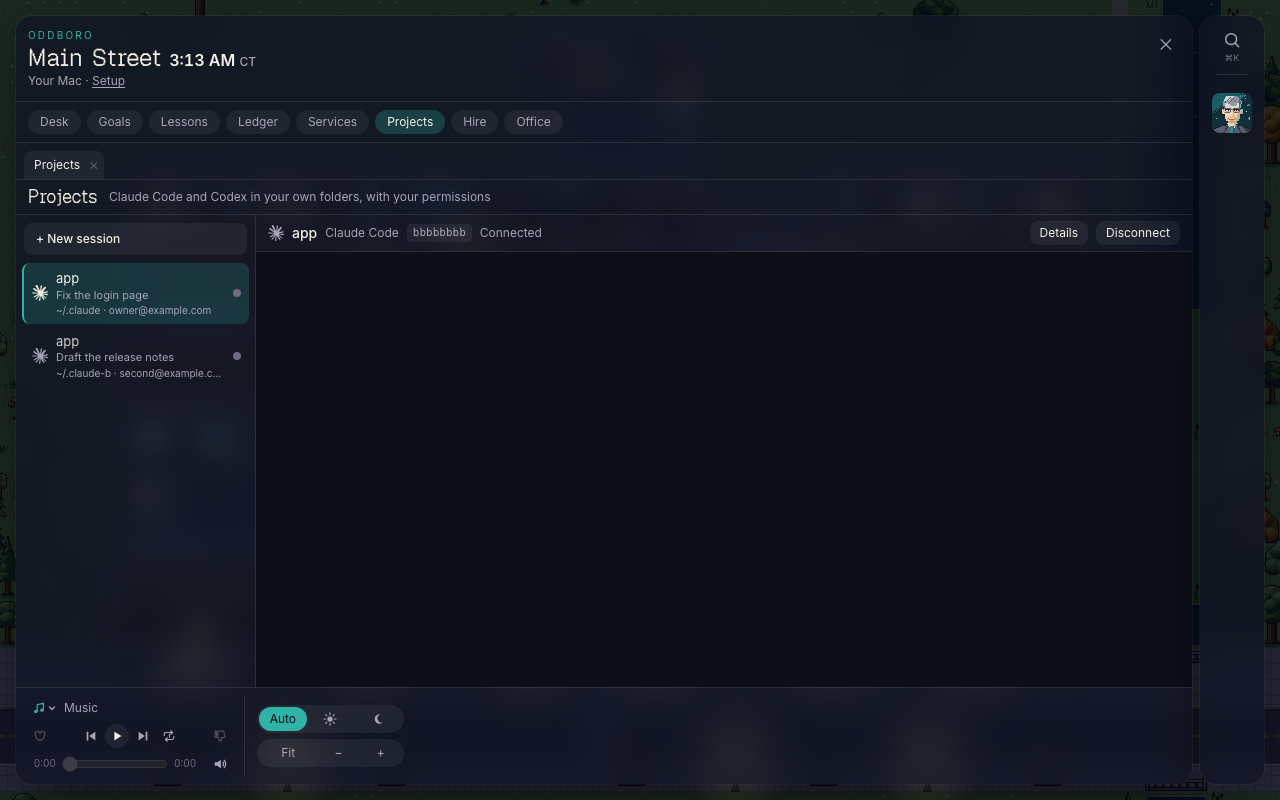 ODDBORO
Main Street 3:13 AM CT
Your Mac · Setup
⌘K
Desk Goals Lessons Ledger Services Projects Hire Office
Projects
Projects Claude Code and Codex in your own folders, with your permissions
+ New session
app Claude Code bbbbbbbb Connected Details Disconnect
app
Fix the login page
~/.claude · owner@example.com
app
Draft the release notes
~/.claude-b · second@example.c...
Music
Auto
Fit − +
0:00 0:00